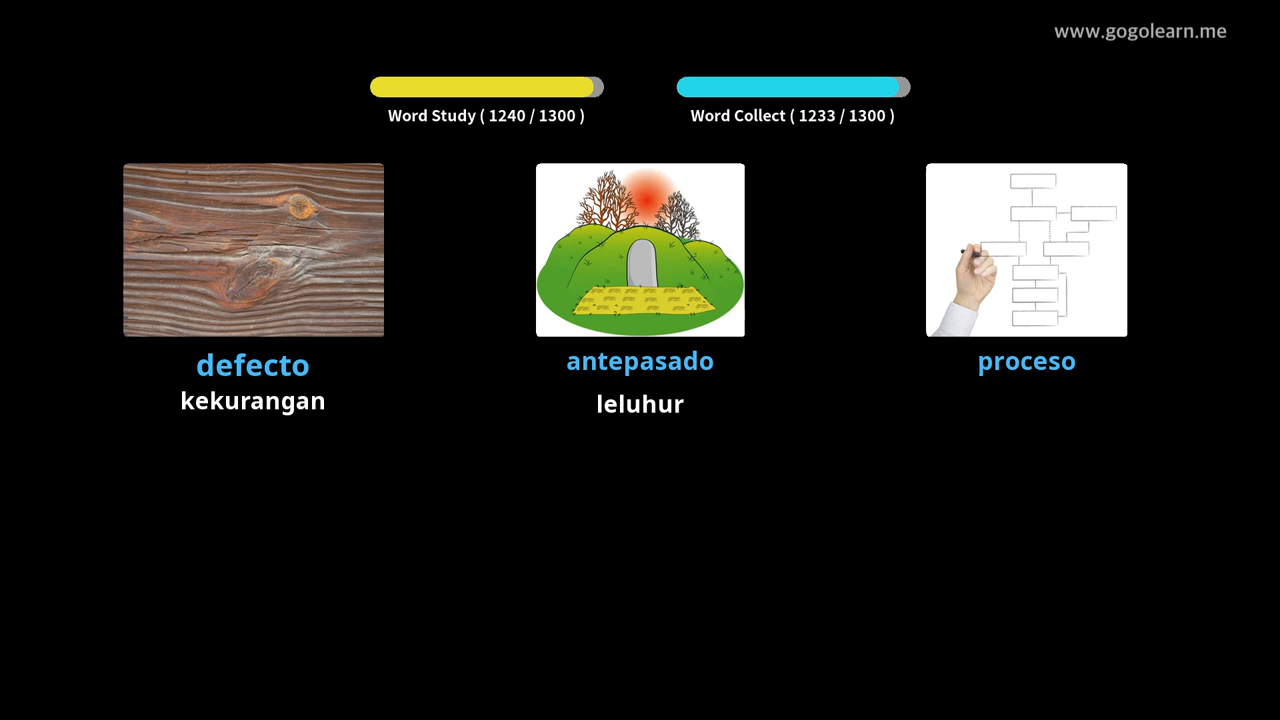 www.gogolearn.me
Word Study ( 1240 / 1300 )
Word Collect ( 1233 / 1300 )
defecto
kekurangan
antepasado
leluhur
proceso